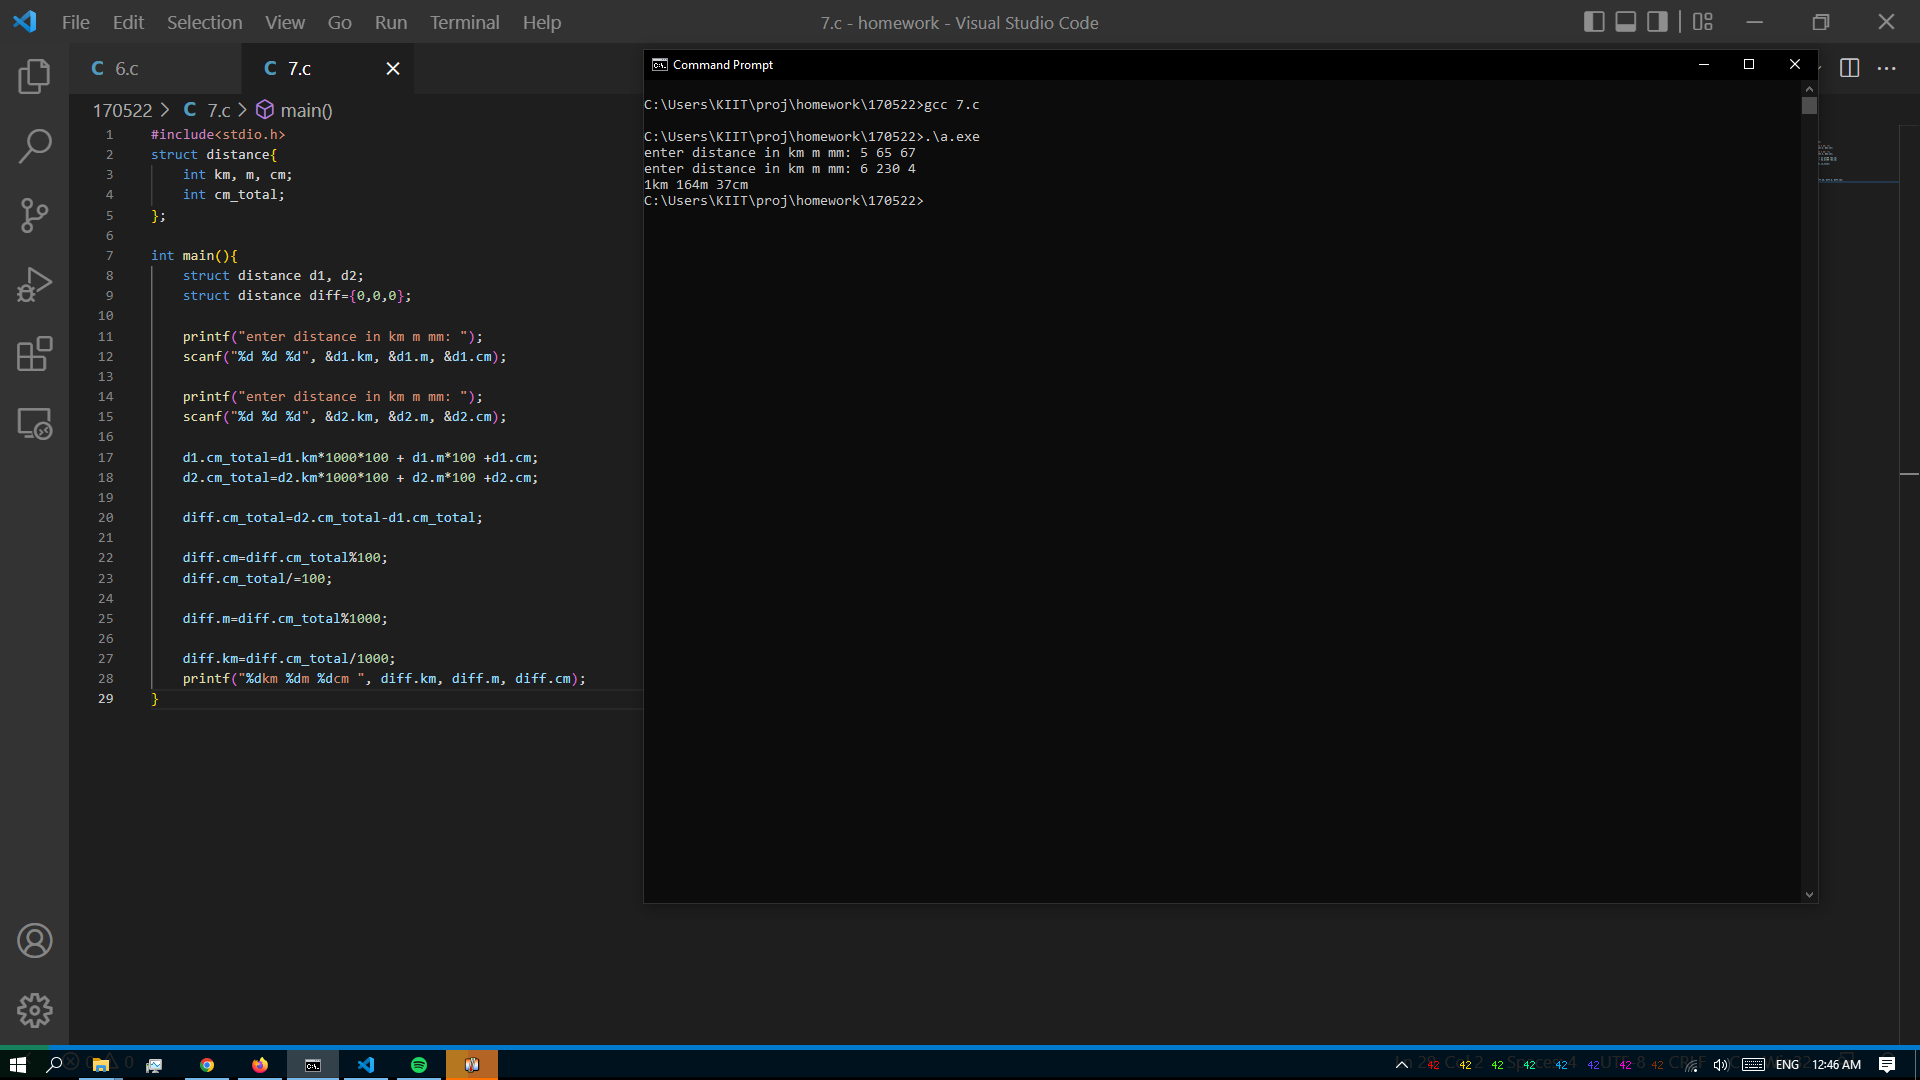 File Edit Selection View Go Run Terminal Help
7.c - homework - Visual Studio Code
C 6.c
C 7.c
170522 > C 7.c > main()
1 #include<stdio.h>
2 struct distance{
3 int km, m, cm;
4 int cm_total;
5 };
6
7 int main(){
8 struct distance d1, d2;
9 struct distance diff={0,0,0};
10
11 printf("enter distance in km m mm: ");
12 scanf("%d %d %d", &d1.km, &d1.m, &d1.cm);
13
14 printf("enter distance in km m mm: ");
15 scanf("%d %d %d", &d2.km, &d2.m, &d2.cm);
16
17 d1.cm_total=d1.km*1000*100 + d1.m*100 +d1.cm;
18 d2.cm_total=d2.km*1000*100 + d2.m*100 +d2.cm;
19
20 diff.cm_total=d2.cm_total-d1.cm_total;
21
22 diff.cm=diff.cm_total%100;
23 diff.cm_total/=100;
24
25 diff.m=diff.cm_total%1000;
26
27 diff.km=diff.cm_total/1000;
28 printf("%dkm %dm %dcm ", diff.km, diff.m, diff.cm);
29 }
Command Prompt
C:\Users\KIIT\proj\homework\170522>gcc 7.c
C:\Users\KIIT\proj\homework\170522>.\a.exe
enter distance in km m mm: 5 65 67
enter distance in km m mm: 6 230 4
1km 164m 37cm
C:\Users\KIIT\proj\homework\170522>
42 42 42 42 42 42 42 42 ENG 12:46 AM